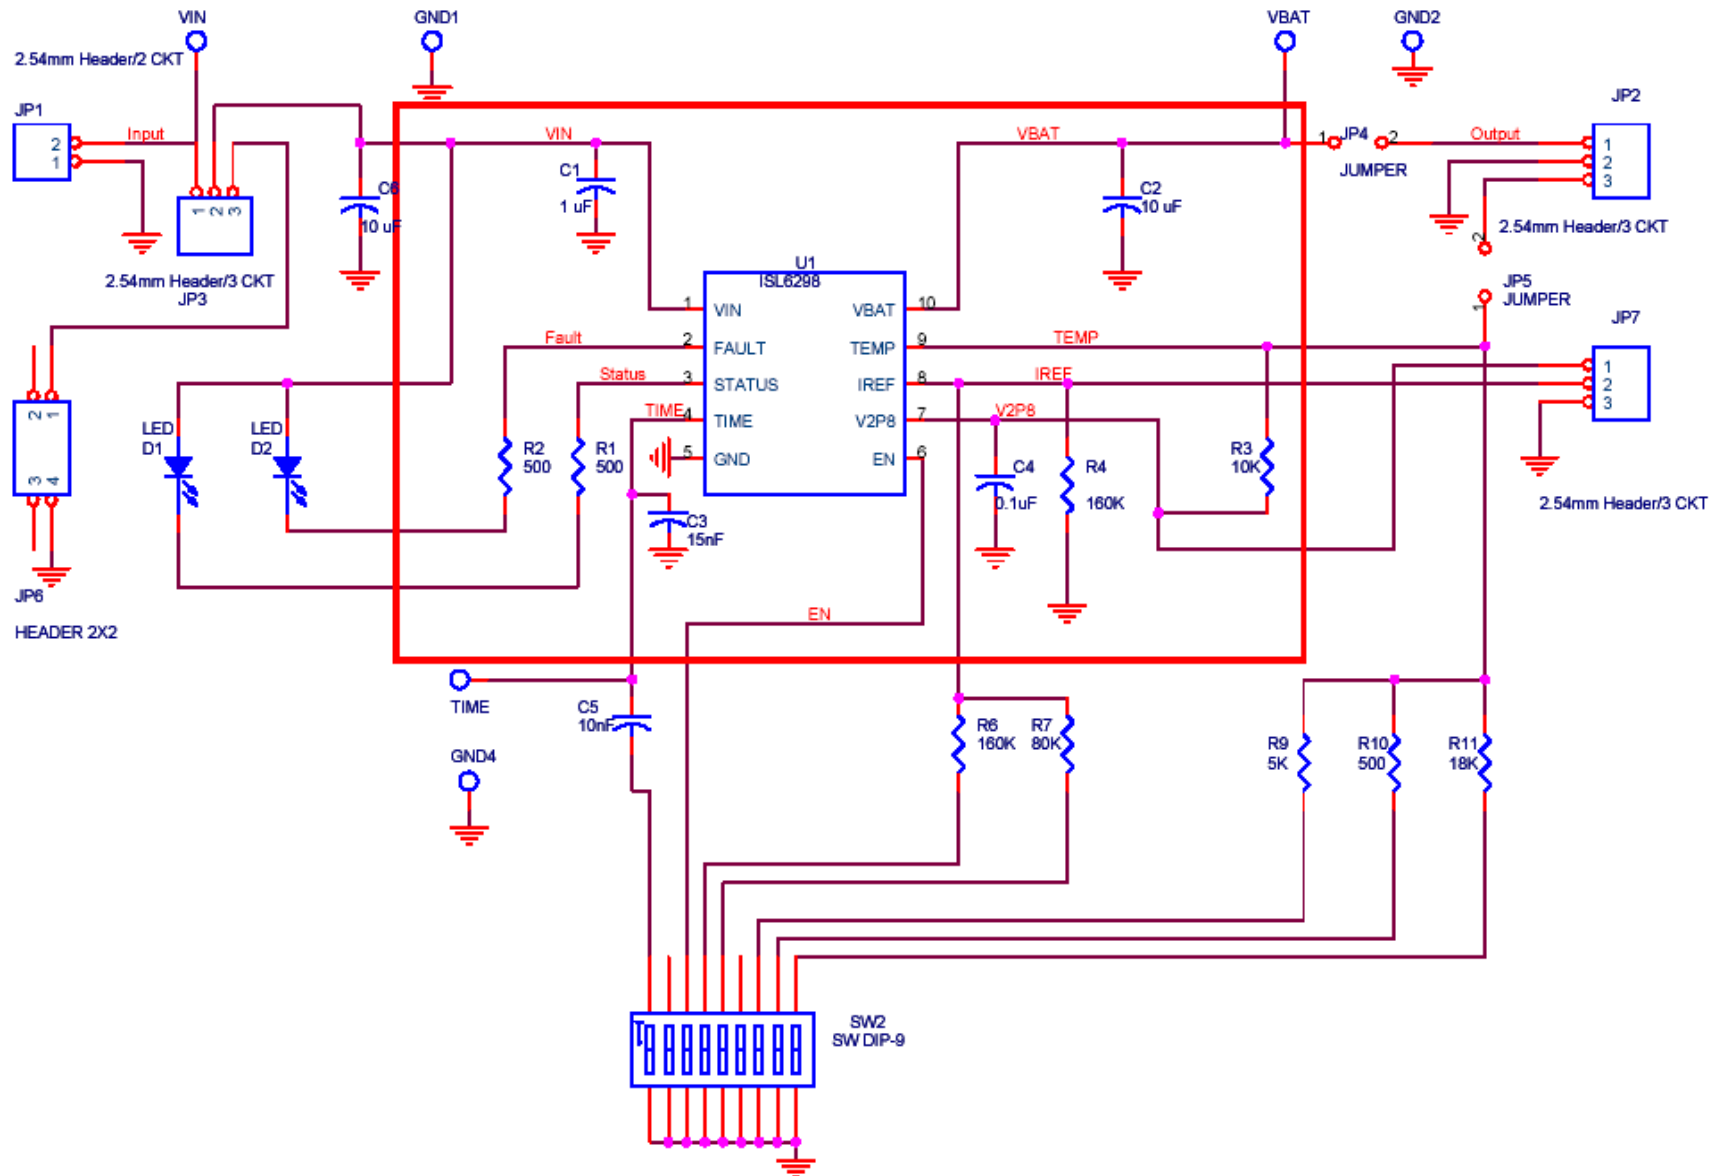 VIN
GND1
VBAT
GND2
2.54mm Header/2 CKT
JP1
2
1
Input
1 2 3
2.54mm Header/3 CKT
JP3
VIN
C6
10 uF
C1
1 uF
VBAT
C2
10 uF
1 JP4 2
JUMPER
Output
JP2
1
2
3
2.54mm Header/3 CKT
2
JP5
JUMPER
1
U1
ISL6298
1 VIN
2 FAULT
3 STATUS
4 TIME
5 GND
VBAT 10
TEMP 9
IREF 8
V2P8 7
EN 6
Fault
Status
TIME
TEMP
IREF
V2P8
JP7
1
2
3
2.54mm Header/3 CKT
2 1
3 4
JP6
HEADER 2X2
LED
D1
LED
D2
R2
500
R1
500
C3
15nF
C4
0.1uF
R4
160K
R3
10K
EN
TIME
C5
10nF
GND4
R6
160K
R7
80K
R9
5K
R10
500
R11
18K
SW2
SW DIP-9